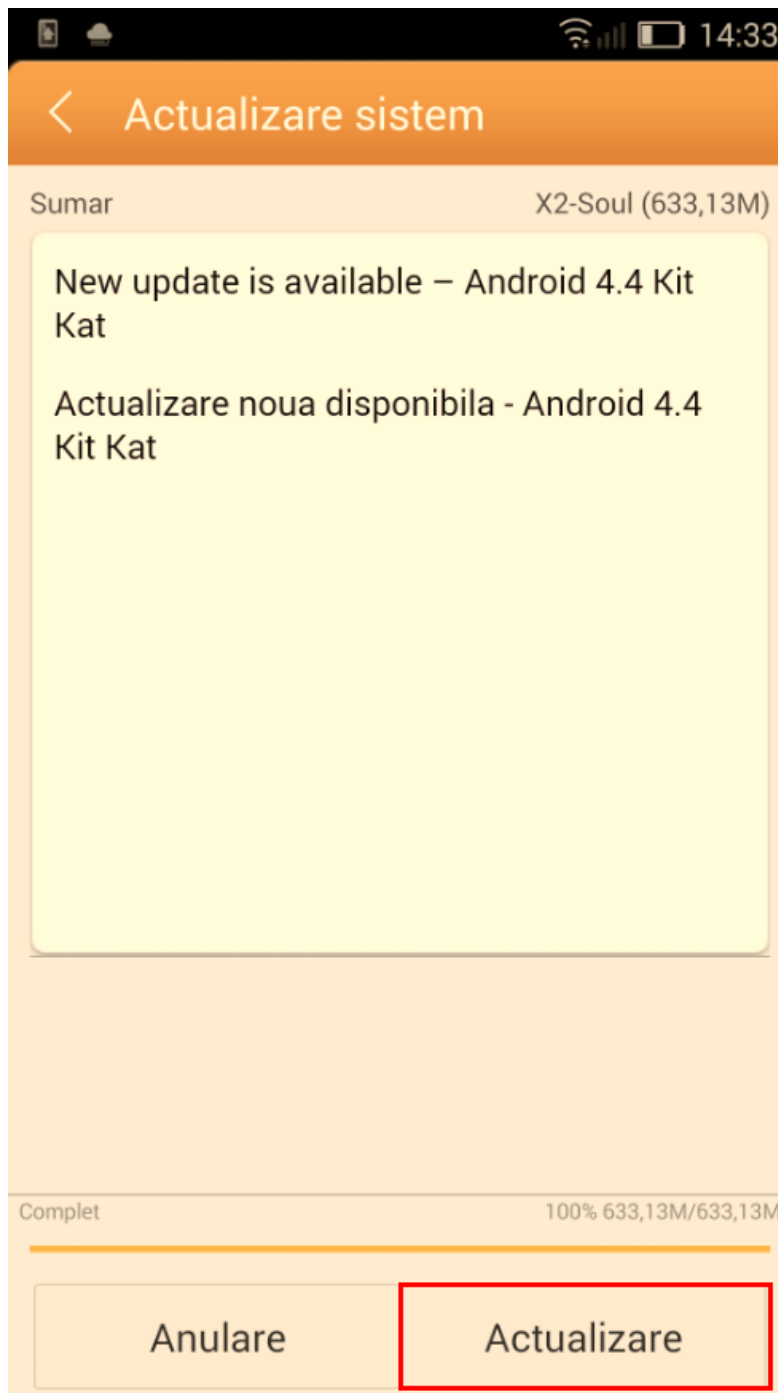 14:33
Actualizare sistem
Sumar X2-Soul (633,13M)
New update is available – Android 4.4 Kit
Kat
Actualizare noua disponibila - Android 4.4
Kit Kat
Complet 100% 633,13M/633,13M
Anulare Actualizare